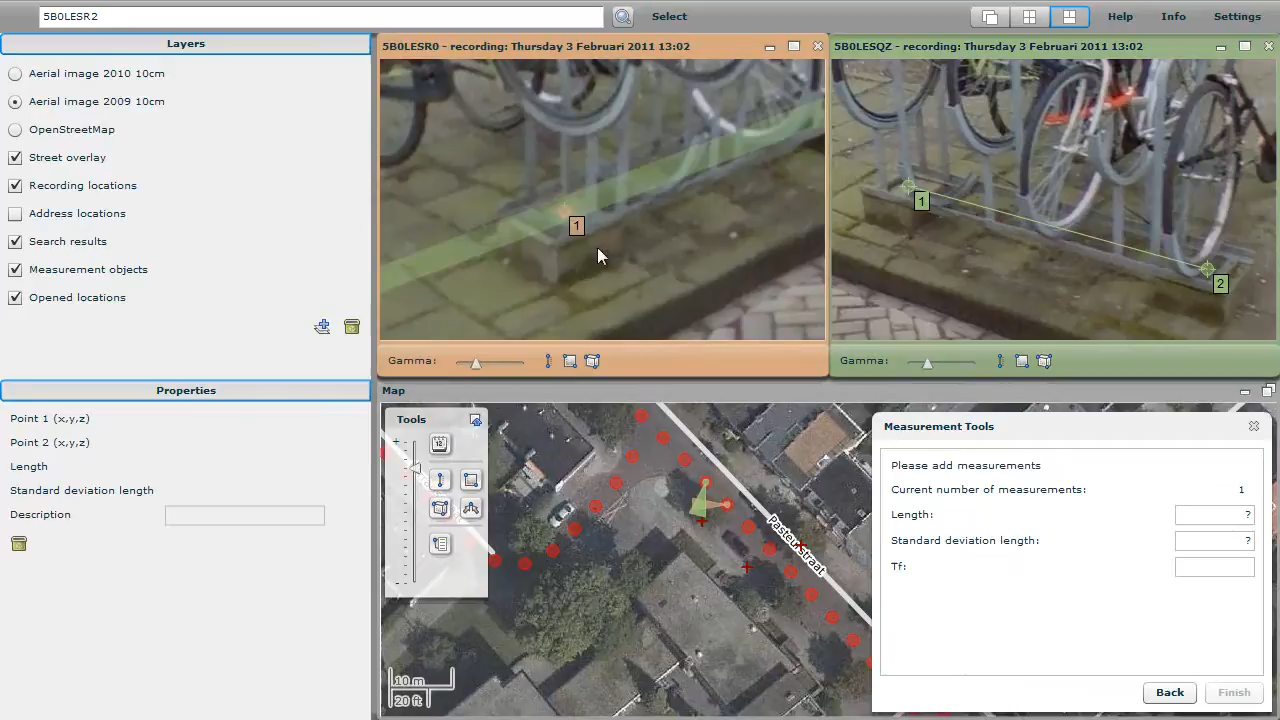 5B0LESR2
Select
Help
Info
Settings
Layers
Aerial image 2010 10cm
Aerial image 2009 10cm
OpenStreetMap
Street overlay
Recording locations
Address locations
Search results
Measurement objects
Opened locations
Properties
Point 1 (x,y,z)
Point 2 (x,y,z)
Length
Standard deviation length
Description
5B0LESR0 - recording: Thursday 3 Februari 2011 13:02
1
Gamma:
5B0LESQZ - recording: Thursday 3 Februari 2011 13:02
1
2
Gamma:
Map
Tools
12
Pasteurstraat
10 m
20 ft
Measurement Tools
Please add measurements
Current number of measurements: 1
Length: ?
Standard deviation length: ?
Tf:
Back
Finish